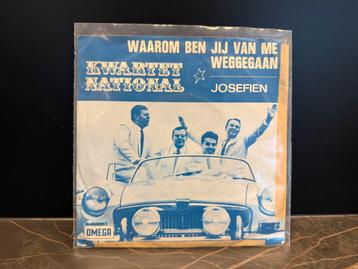 WAAROM BEN JIJ VAN ME
WEGGEGAAN
KWARTET
NATIONAL
JOSEFIEN
OMEGA